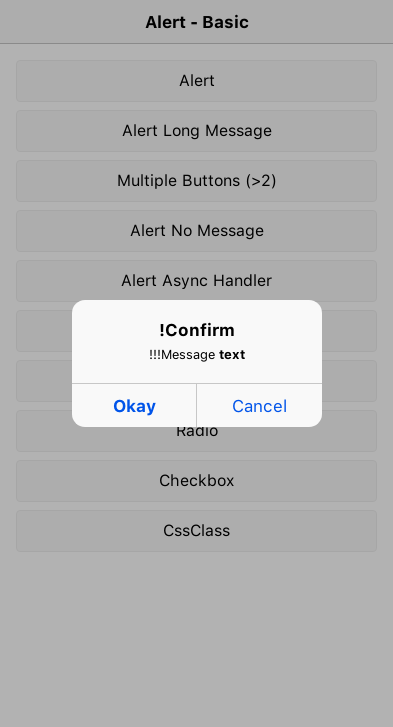 Alert - Basic
Alert
Alert Long Message
Multiple Buttons (>2)
Alert No Message
Alert Async Handler
!Confirm
!!!Message text
Okay Cancel
Radio
Checkbox
CssClass